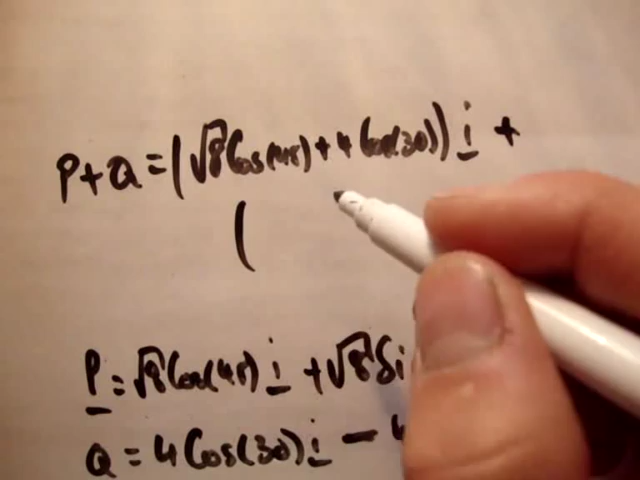 P+Q = (√8 Cos(45) + 4 Cos(30)) i +
(
P = √8 Cos(45) i + √8 Si
Q = 4 Cos(30) i - 4